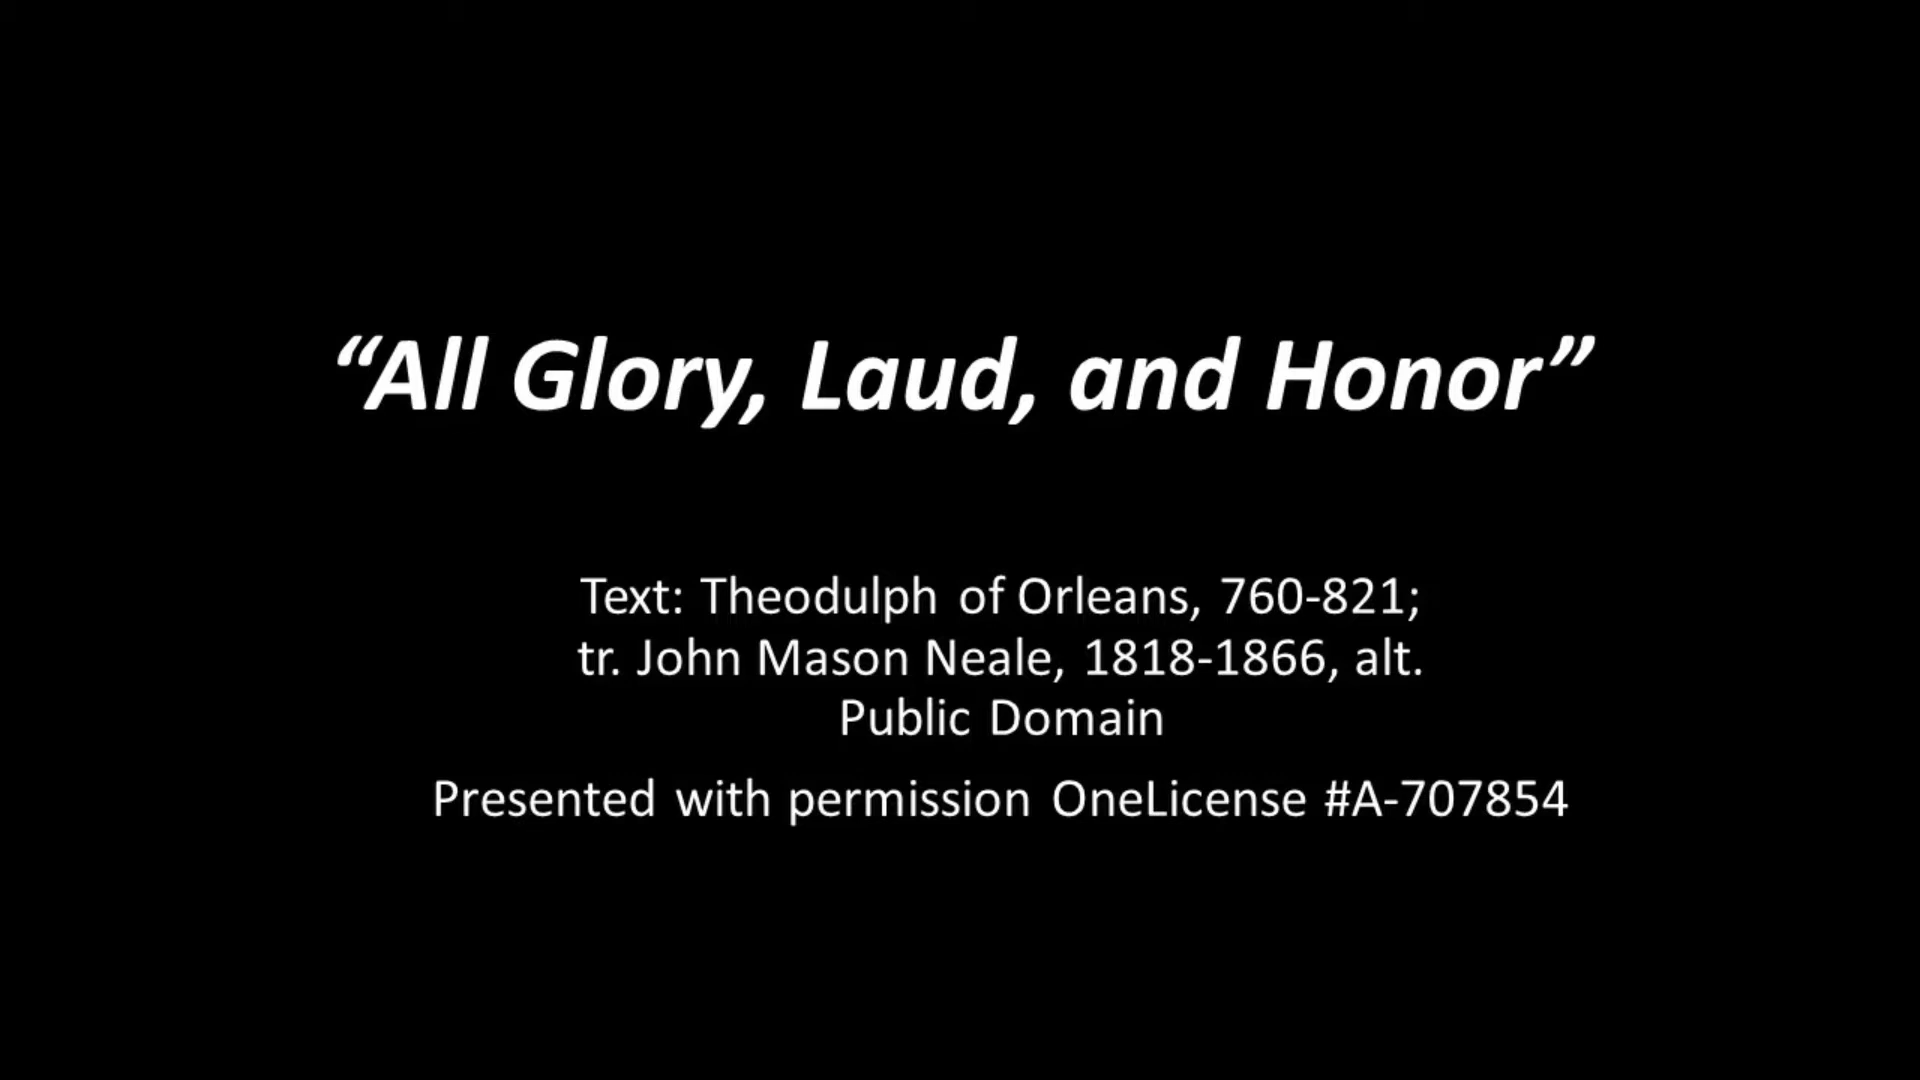 “All Glory, Laud, and Honor”
Text: Theodulph of Orleans, 760-821;
tr. John Mason Neale, 1818-1866, alt.
Public Domain
Presented with permission OneLicense #A-707854